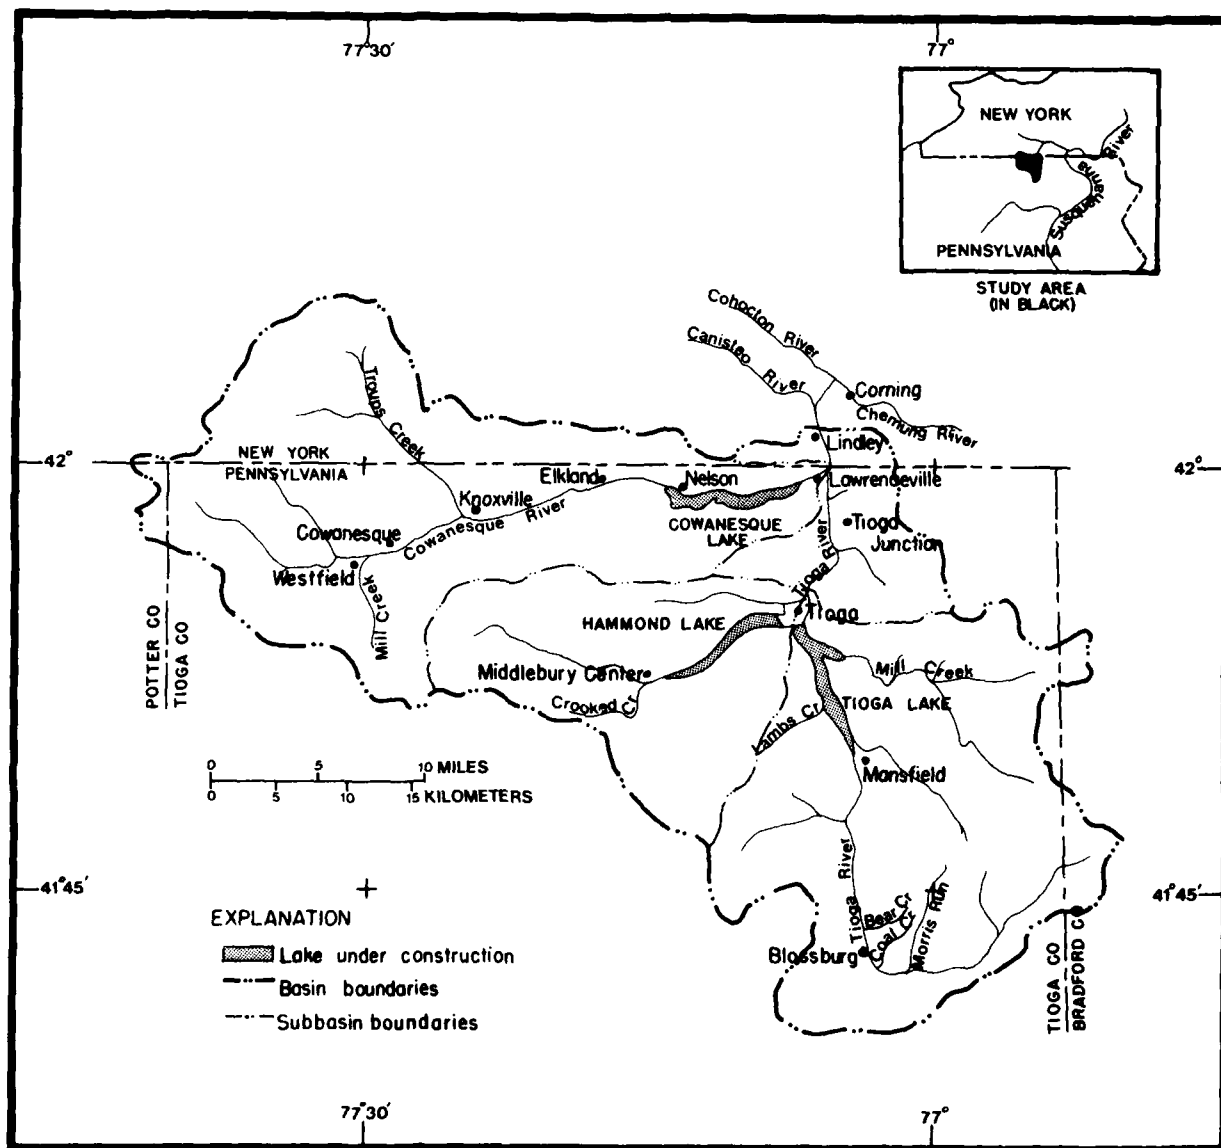 77°30'
77°
NEW YORK
Susquehanna River
PENNSYLVANIA
STUDY AREA
(IN BLACK)
Cohocton River
Canisteo River
Corning
Chemung River
Lindley
Troups Creek
42°
NEW YORK
PENNSYLVANIA
42°
Elkland
Nelson
Lawrenceville
Knoxville
Cowanesque River
COWANESQUE
LAKE
Tioga
Junction
Cowanesque
Westfield
Mill Creek
Tioga River
Tioga
HAMMOND LAKE
POTTER CO
TIOGA CO
Middlebury Center
Crooked Cr
Mill Creek
TIOGA LAKE
Lambs Cr
Mansfield
0 5 10 MILES
0 5 10 15 KILOMETERS
41°45'
41°45'
Tioga River
Bear Cr
Coal Cr
Morris Run
Blossburg
TIOGA CO
BRADFORD CO
EXPLANATION
Lake under construction
Basin boundaries
Subbasin boundaries
77°30'
77°